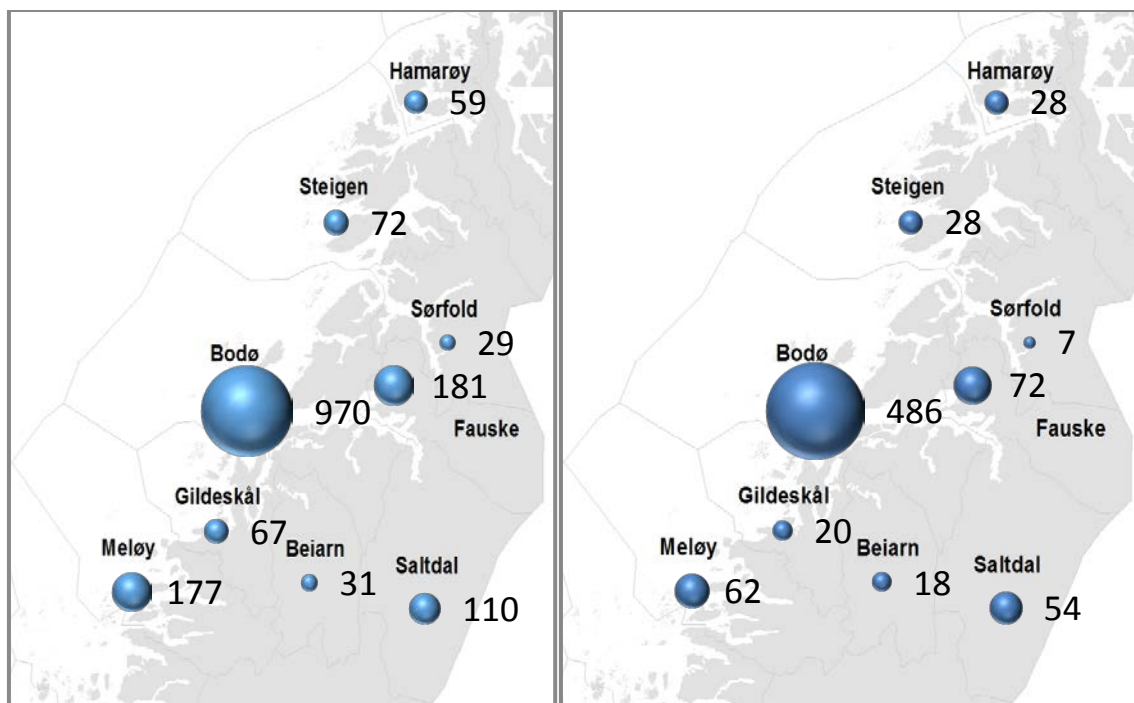 Hamarøy
59
Steigen
72
Sørfold
29
Bodø
181
970
Fauske
Gildeskål
67
Meløy
Beiarn
Saltdal
177
31
110
Hamarøy
28
Steigen
28
Sørfold
7
Bodø
72
486
Fauske
Gildeskål
20
Meløy
Beiarn
Saltdal
62
18
54